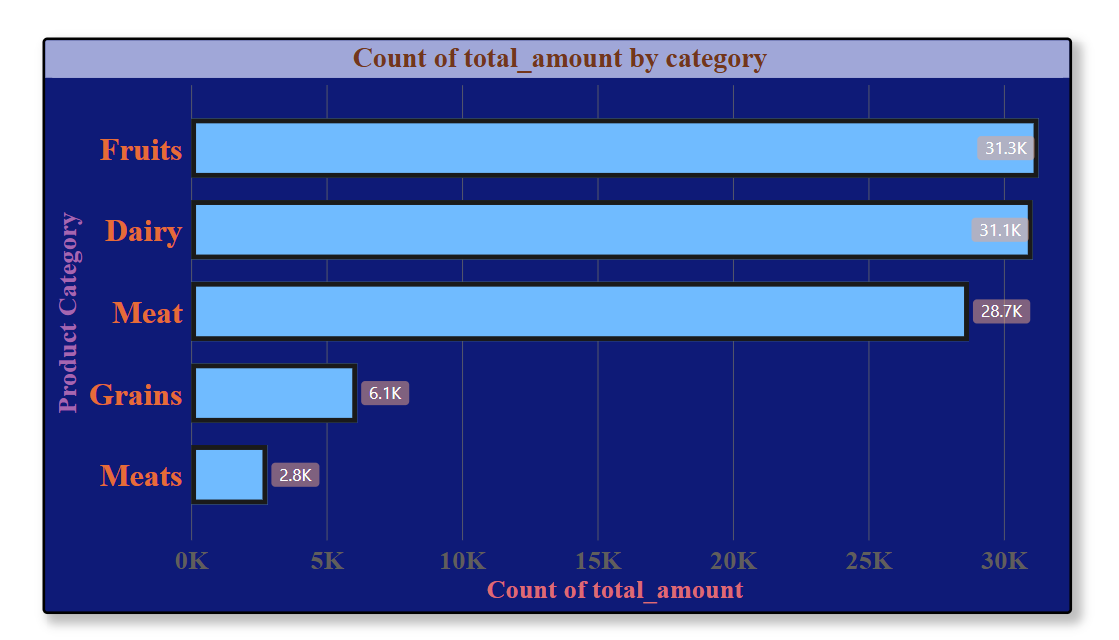 Count of total_amount by category
Product Category
Fruits 31.3K
Dairy 31.1K
Meat 28.7K
Grains 6.1K
Meats 2.8K
0K 5K 10K 15K 20K 25K 30K
Count of total_amount